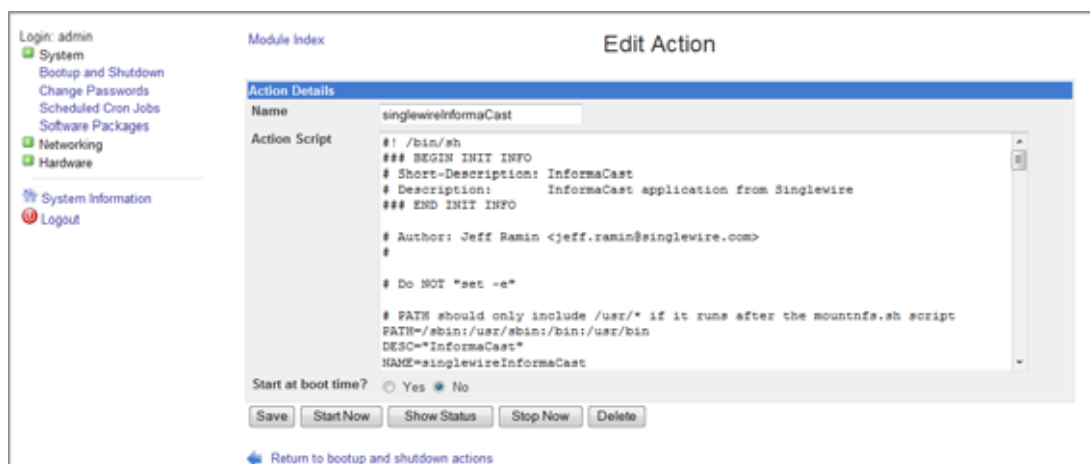 Login: admin
System
Bootup and Shutdown
Change Passwords
Scheduled Cron Jobs
Software Packages
Networking
Hardware
System Information
Logout
Module Index
Edit Action
Action Details
Name singlewireInformaCast
Action Script
#! /bin/sh
### BEGIN INIT INFO
# Short-Description: InformaCast
# Description:       InformaCast application from Singlewire
### END INIT INFO
# Author: Jeff Ramin <jeff.ramin@singlewire.com>
#
# Do NOT "set -e"
# PATH should only include /usr/* if it runs after the mountnfs.sh script
PATH=/sbin:/usr/sbin:/bin:/usr/bin
DESC="InformaCast"
NAME=singlewireInformaCast
Start at boot time? Yes No
Save Start Now Show Status Stop Now Delete
Return to bootup and shutdown actions